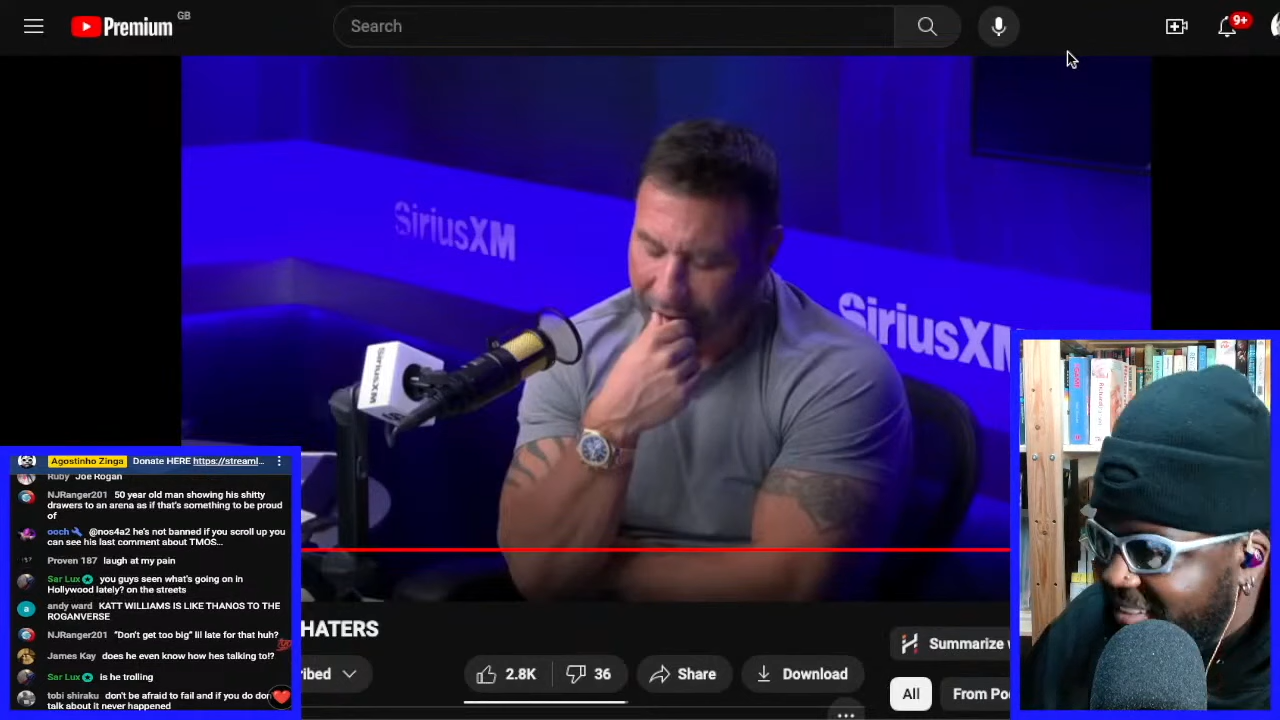 Premium
GB
Search
9+
SiriusXM
SiriusXM
SiriusXM
Agostinho Zinga Donate HERE https://streaml...
Ruby Joe Rogan
NJRanger201 50 year old man showing his shitty
drawers to an arena as if that's something to be proud
of
ooch @nos4a2 he's not banned if you scroll up you
can see his last comment about TMOS...
Proven 187 laugh at my pain
Sar Lux you guys seen what's going on in
Hollywood lately? on the streets
andy ward KATT WILLIAMS IS LIKE THANOS TO THE
ROGANVERSE
NJRanger201 "Don't get too big" lil late for that huh?
James Kay does he even know how hes talking to!?
Sar Lux is he trolling
tobi shiraku don't be afraid to fail and if you do don
talk about it never happened
HATERS
Summarize
ribed
2.8K
36
Share
Download
All
From